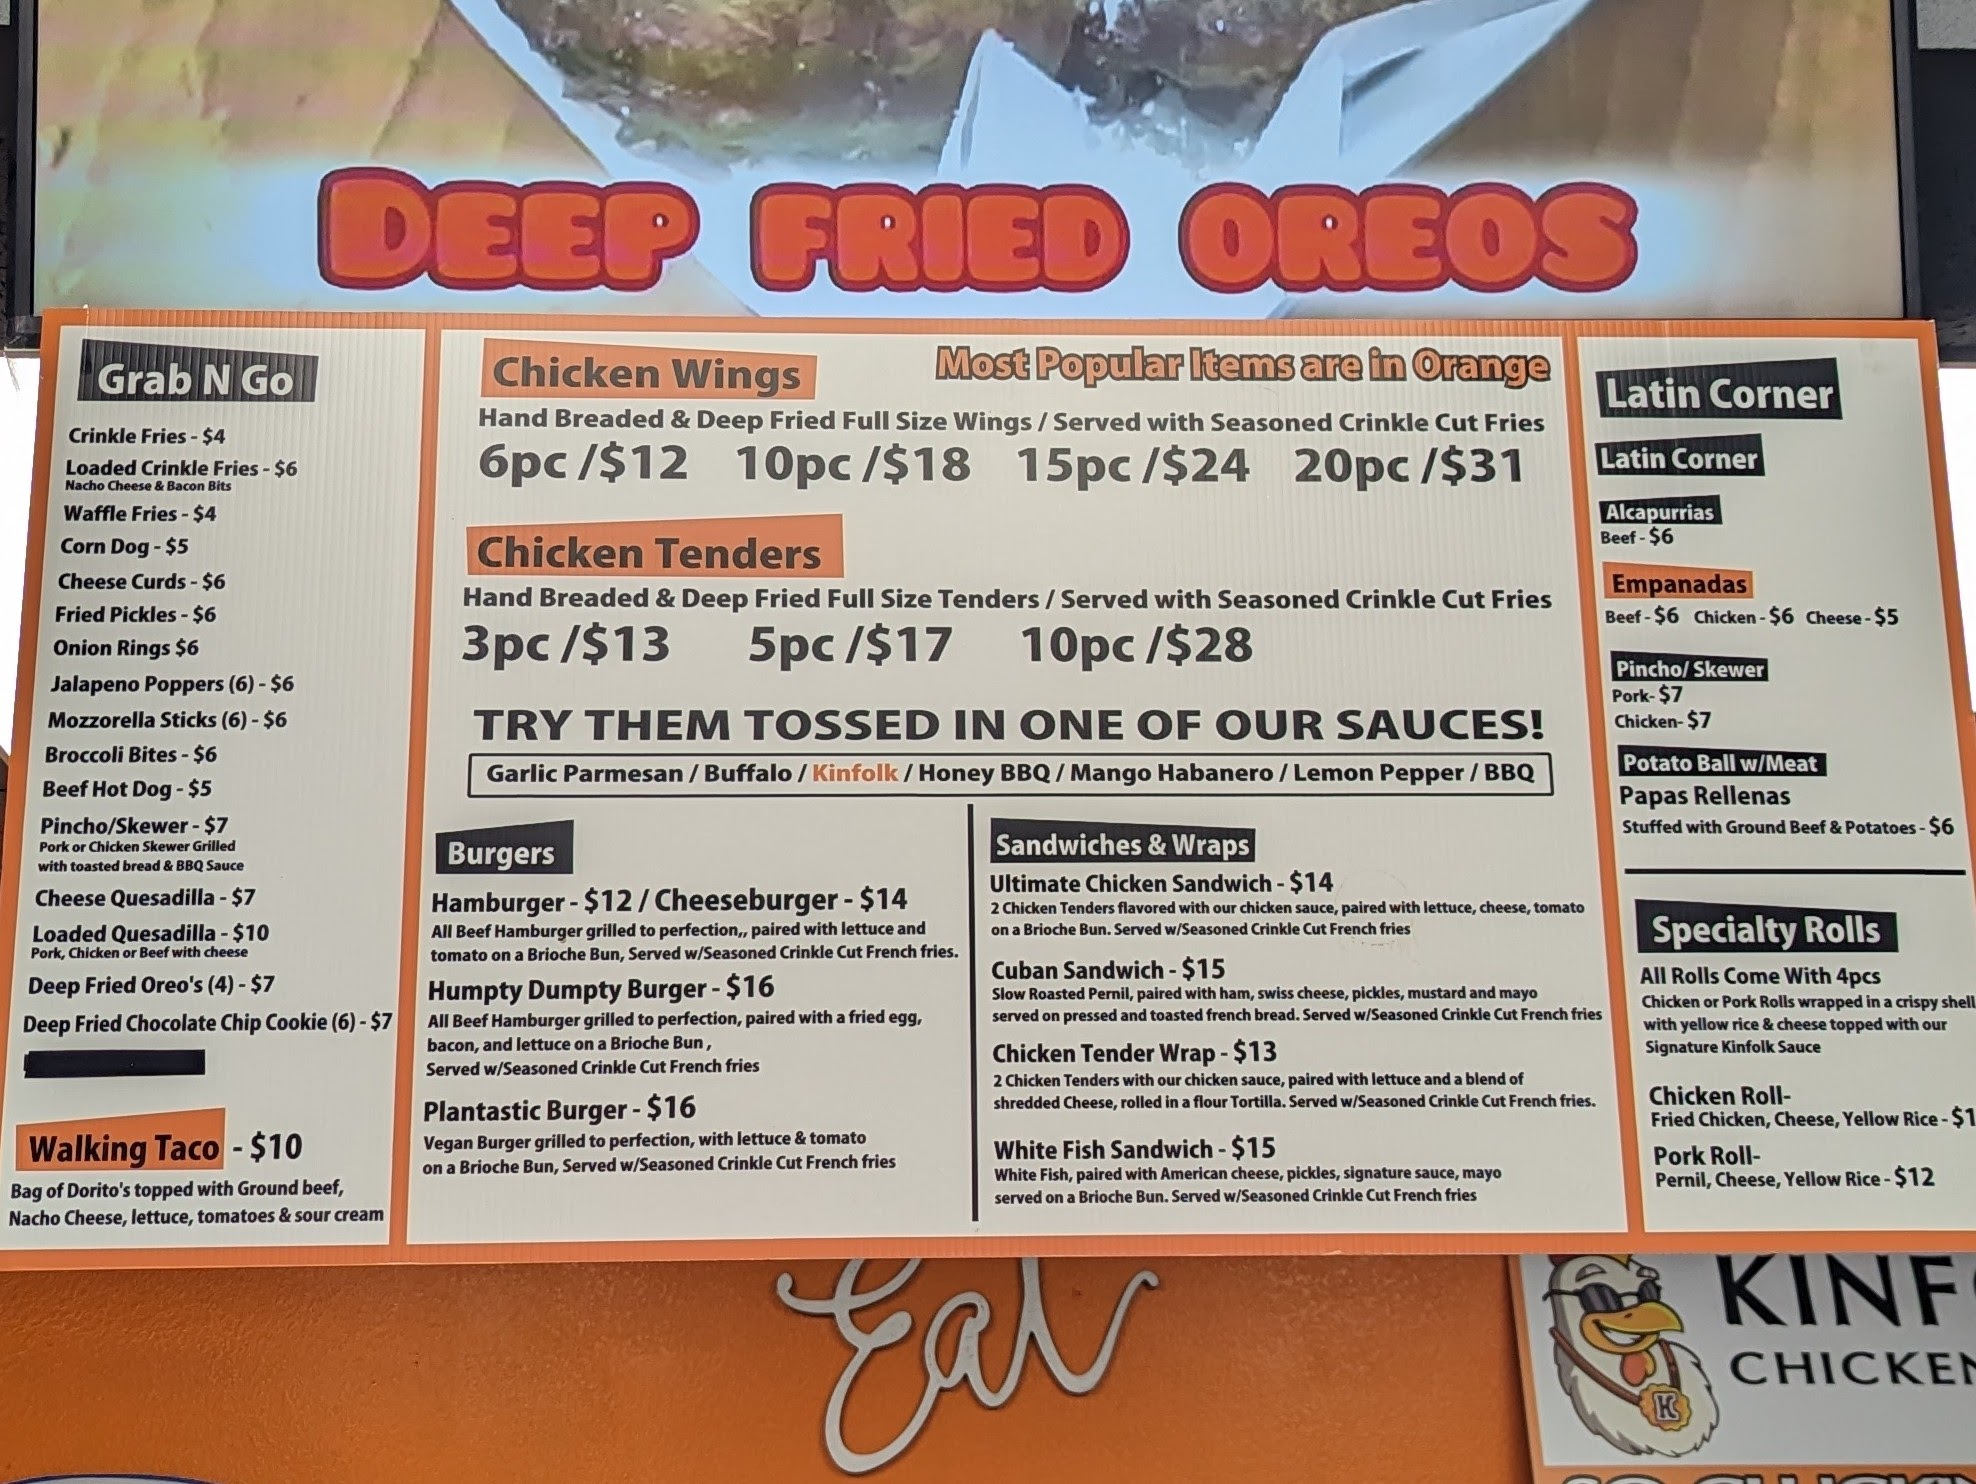 DEEP FRIED OREOS
Grab N Go
Crinkle Fries - $4
Loaded Crinkle Fries - $6
Nacho Cheese & Bacon Bits
Waffle Fries - $4
Corn Dog - $5
Cheese Curds - $6
Fried Pickles - $6
Onion Rings $6
Jalapeno Poppers (6) - $6
Mozzorella Sticks (6) - $6
Broccoli Bites - $6
Beef Hot Dog - $5
Pincho/Skewer - $7
Pork or Chicken Skewer Grilled
with toasted bread & BBQ Sauce
Cheese Quesadilla - $7
Loaded Quesadilla - $10
Pork, Chicken or Beef with cheese
Deep Fried Oreo's (4) - $7
Deep Fried Chocolate Chip Cookie (6) - $7
Walking Taco - $10
Bag of Dorito's topped with Ground beef,
Nacho Cheese, lettuce, tomatoes & sour cream
Chicken Wings
Most Popular Items are in Orange
Hand Breaded & Deep Fried Full Size Wings / Served with Seasoned Crinkle Cut Fries
6pc /$12 10pc /$18 15pc /$24 20pc /$31
Chicken Tenders
Hand Breaded & Deep Fried Full Size Tenders / Served with Seasoned Crinkle Cut Fries
3pc /$13 5pc /$17 10pc /$28
TRY THEM TOSSED IN ONE OF OUR SAUCES!
Garlic Parmesan / Buffalo / Kinfolk / Honey BBQ / Mango Habanero / Lemon Pepper / BBQ
Burgers
Hamburger - $12 / Cheeseburger - $14
All Beef Hamburger grilled to perfection,, paired with lettuce and
tomato on a Brioche Bun, Served w/Seasoned Crinkle Cut French fries.
Humpty Dumpty Burger - $16
All Beef Hamburger grilled to perfection, paired with a fried egg,
bacon, and lettuce on a Brioche Bun ,
Served w/Seasoned Crinkle Cut French fries
Plantastic Burger - $16
Vegan Burger grilled to perfection, with lettuce & tomato
on a Brioche Bun, Served w/Seasoned Crinkle Cut French fries
Sandwiches & Wraps
Ultimate Chicken Sandwich - $14
2 Chicken Tenders flavored with our chicken sauce, paired with lettuce, cheese, tomato
on a Brioche Bun. Served w/Seasoned Crinkle Cut French fries
Cuban Sandwich - $15
Slow Roasted Pernil, paired with ham, swiss cheese, pickles, mustard and mayo
served on pressed and toasted french bread. Served w/Seasoned Crinkle Cut French fries
Chicken Tender Wrap - $13
2 Chicken Tenders with our chicken sauce, paired with lettuce and a blend of
shredded Cheese, rolled in a flour Tortilla. Served w/Seasoned Crinkle Cut French fries.
White Fish Sandwich - $15
White Fish, paired with American cheese, pickles, signature sauce, mayo
served on a Brioche Bun. Served w/Seasoned Crinkle Cut French fries
Latin Corner
Latin Corner
Alcapurrias
Beef - $6
Empanadas
Beef - $6 Chicken - $6 Cheese - $5
Pincho/ Skewer
Pork- $7
Chicken- $7
Potato Ball w/Meat
Papas Rellenas
Stuffed with Ground Beef & Potatoes - $6
Specialty Rolls
All Rolls Come With 4pcs
Chicken or Pork Rolls wrapped in a crispy shell
with yellow rice & cheese topped with our
Signature Kinfolk Sauce
Chicken Roll-
Fried Chicken, Cheese, Yellow Rice - $1
Pork Roll-
Pernil, Cheese, Yellow Rice - $12
Eat
KINF
CHICKEN
K